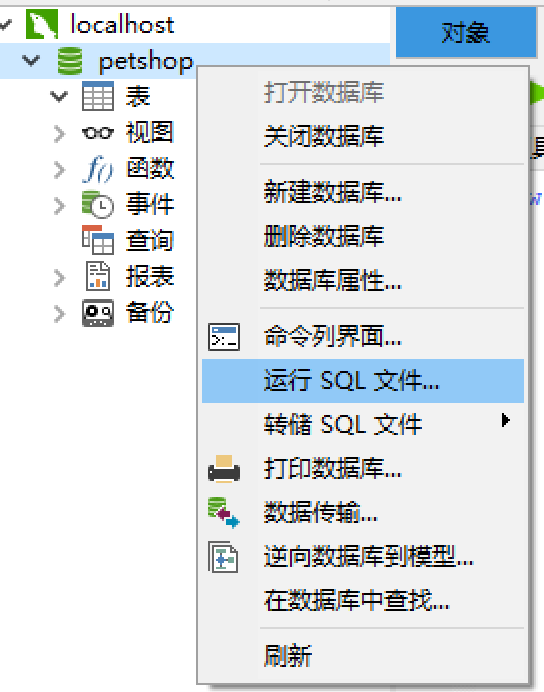 localhost
对象
petshop
表
视图
函数
事件
查询
报表
备份
打开数据库
关闭数据库
新建数据库...
删除数据库
数据库属性...
命令列界面...
运行 SQL 文件...
转储 SQL 文件
打印数据库...
数据传输...
逆向数据库到模型...
在数据库中查找...
刷新